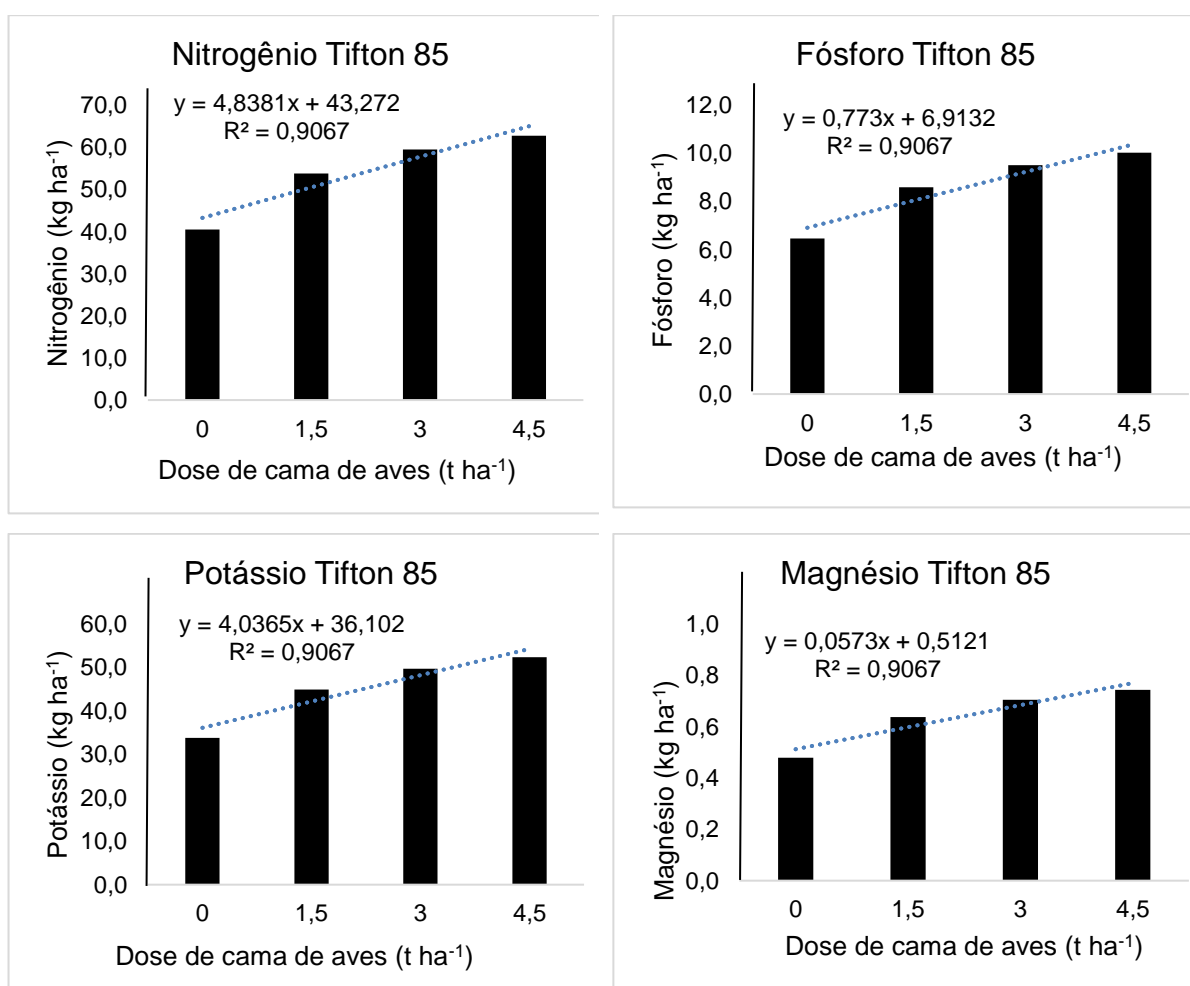 Nitrogênio Tifton 85
y = 4,8381x + 43,272
R² = 0,9067
70,0
60,0
50,0
40,0
30,0
20,0
10,0
0,0
Nitrogênio (kg ha⁻¹)
0 1,5 3 4,5
Dose de cama de aves (t ha⁻¹)
Fósforo Tifton 85
y = 0,773x + 6,9132
R² = 0,9067
12,0
10,0
8,0
6,0
4,0
2,0
0,0
Fósforo (kg ha⁻¹)
0 1,5 3 4,5
Dose de cama de aves (t ha⁻¹)
Potássio Tifton 85
y = 4,0365x + 36,102
R² = 0,9067
60,0
50,0
40,0
30,0
20,0
10,0
0,0
Potássio (kg ha⁻¹)
0 1,5 3 4,5
Dose de cama de aves (t ha⁻¹)
Magnésio Tifton 85
y = 0,0573x + 0,5121
R² = 0,9067
1,0
0,8
0,6
0,4
0,2
0,0
Magnésio (kg ha⁻¹)
0 1,5 3 4,5
Dose de cama de aves (t ha⁻¹)